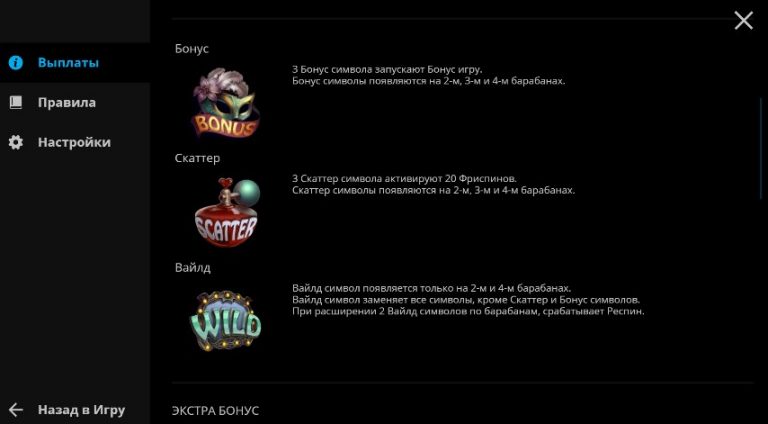 Бонус
Выплаты
3 Бонус символа запускают Бонус игру.
Бонус символы появляются на 2-м, 3-м и 4-м барабанах.
Правила
BONUS
Настройки
Скаттер
3 Скаттер символа активируют 20 Фриспинов.
Скаттер символы появляются на 2-м, 3-м и 4-м барабанах.
SCATTER
Вайлд
Вайлд символ появляется только на 2-м и 4-м барабанах.
Вайлд символ заменяет все символы, кроме Скаттер и Бонус символов.
При расширении 2 Вайлд символов по барабанам, срабатывает Респин.
WILD
Назад в Игру
ЭКСТРА БОНУС